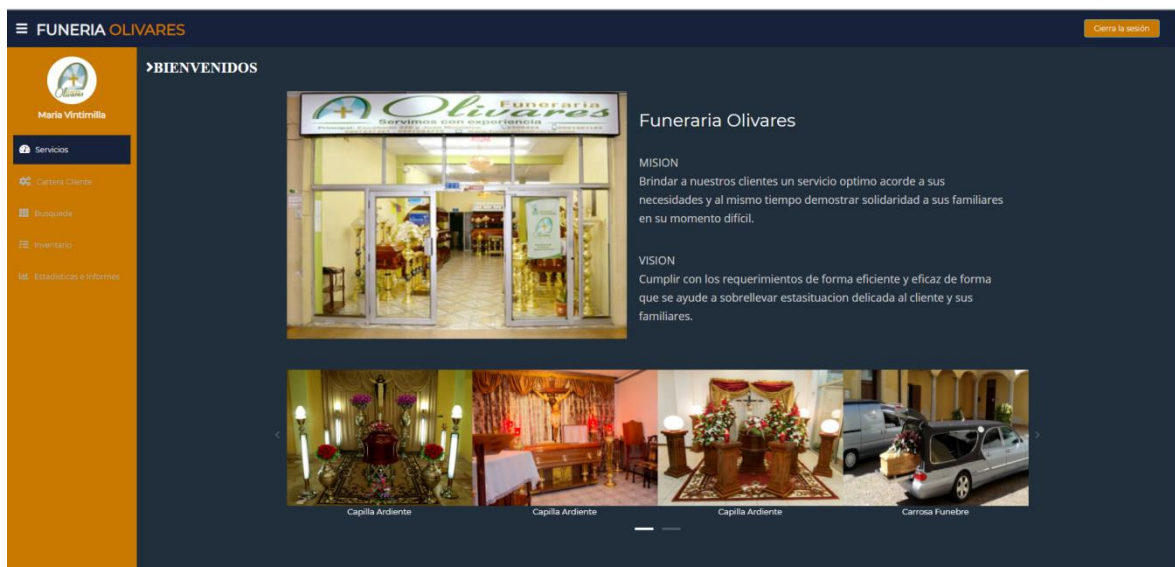 FUNERIA OLIVARES
Cierra la sesión
Olivares
Maria Vintimilla
Servicios
Cartera Cliente
Busqueda
Inventario
Estadisticas e Informes
>BIENVENIDOS
Funeraria
Olivares
Servimos con experiencia
Funeraria Olivares
MISION
Brindar a nuestros clientes un servicio optimo acorde a sus
necesidades y al mismo tiempo demostrar solidaridad a sus familiares
en su momento difícil.
VISION
Cumplir con los requerimientos de forma eficiente y eficaz de forma
que se ayude a sobrellevar estasituacion delicada al cliente y sus
familiares.
Capilla Ardiente
Capilla Ardiente
Capilla Ardiente
Carrosa Funebre